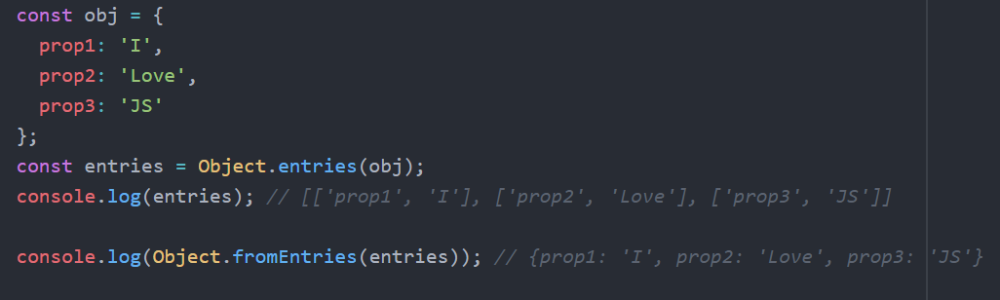 const obj = {
  prop1: 'I',
  prop2: 'Love',
  prop3: 'JS'
};
const entries = Object.entries(obj);
console.log(entries); // [['prop1', 'I'], ['prop2', 'Love'], ['prop3', 'JS']]

console.log(Object.fromEntries(entries)); // {prop1: 'I', prop2: 'Love', prop3: 'JS'}